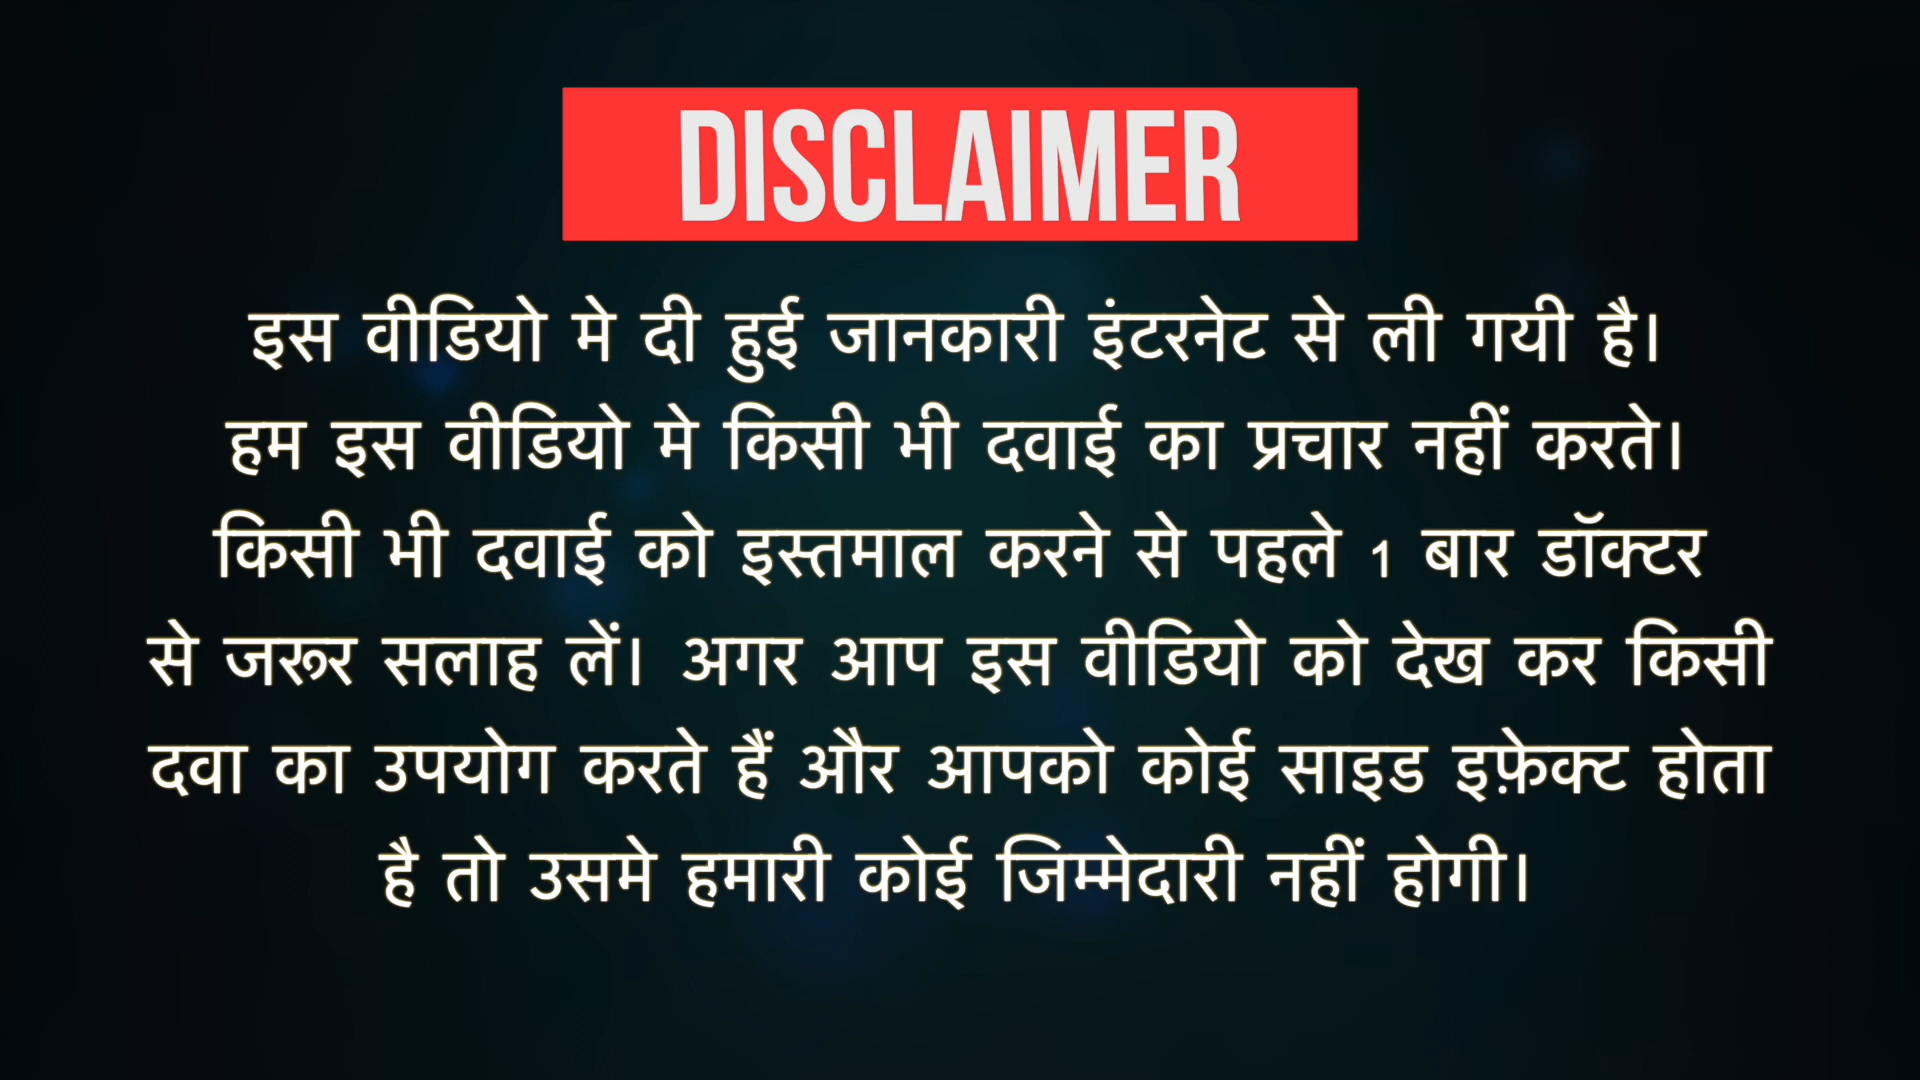 DISCLAIMER
इस वीडियो मे दी हुई जानकारी इंटरनेट से ली गयी है।
हम इस वीडियो मे किसी भी दवाई का प्रचार नहीं करते।
किसी भी दवाई को इस्तमाल करने से पहले 1 बार डॉक्टर
से जरूर सलाह लें। अगर आप इस वीडियो को देख कर किसी
दवा का उपयोग करते हैं और आपको कोई साइड इफ़ेक्ट होता
है तो उसमे हमारी कोई जिम्मेदारी नहीं होगी।